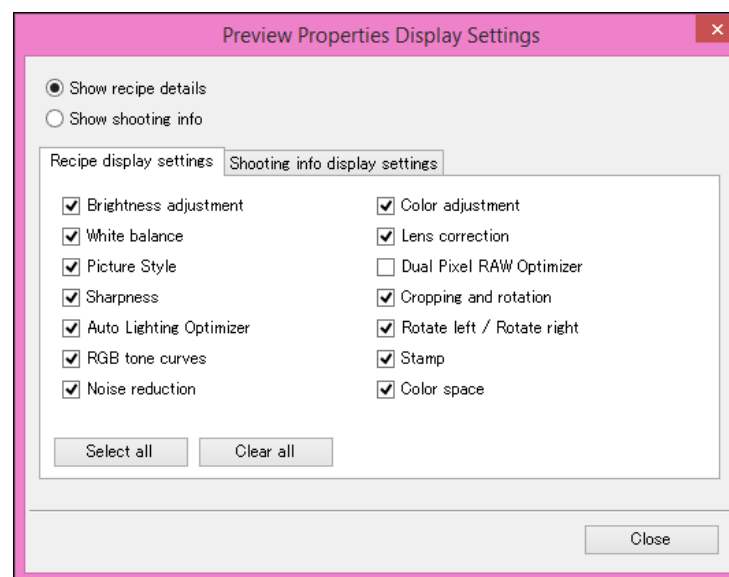 Preview Properties Display Settings
Show recipe details
Show shooting info
Recipe display settings
Shooting info display settings
Brightness adjustment
Color adjustment
White balance
Lens correction
Picture Style
Dual Pixel RAW Optimizer
Sharpness
Cropping and rotation
Auto Lighting Optimizer
Rotate left / Rotate right
RGB tone curves
Stamp
Noise reduction
Color space
Select all
Clear all
Close